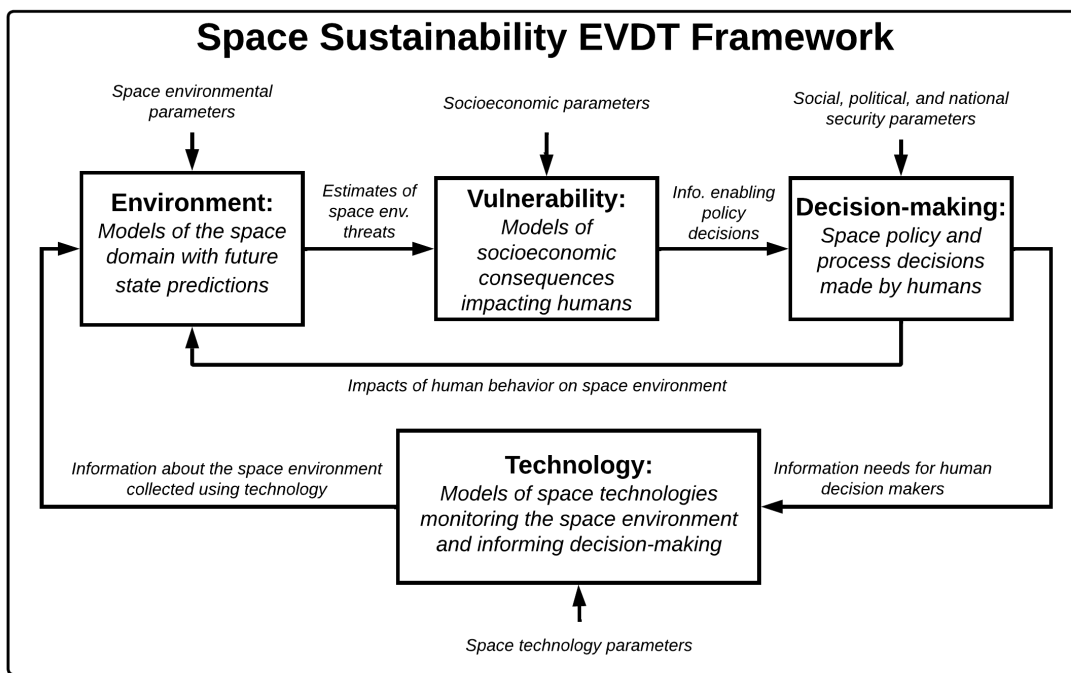 Space Sustainability EVDT Framework
Space environmental
parameters
Socioeconomic parameters
Social, political, and national
security parameters
Environment:
Models of the space
domain with future
state predictions
Estimates of
space env.
threats
Vulnerability:
Models of
socioeconomic
consequences
impacting humans
Info. enabling
policy
decisions
Decision-making:
Space policy and
process decisions
made by humans
Impacts of human behavior on space environment
Information about the space environment
collected using technology
Technology:
Models of space technologies
monitoring the space environment
and informing decision-making
Information needs for human
decision makers
Space technology parameters